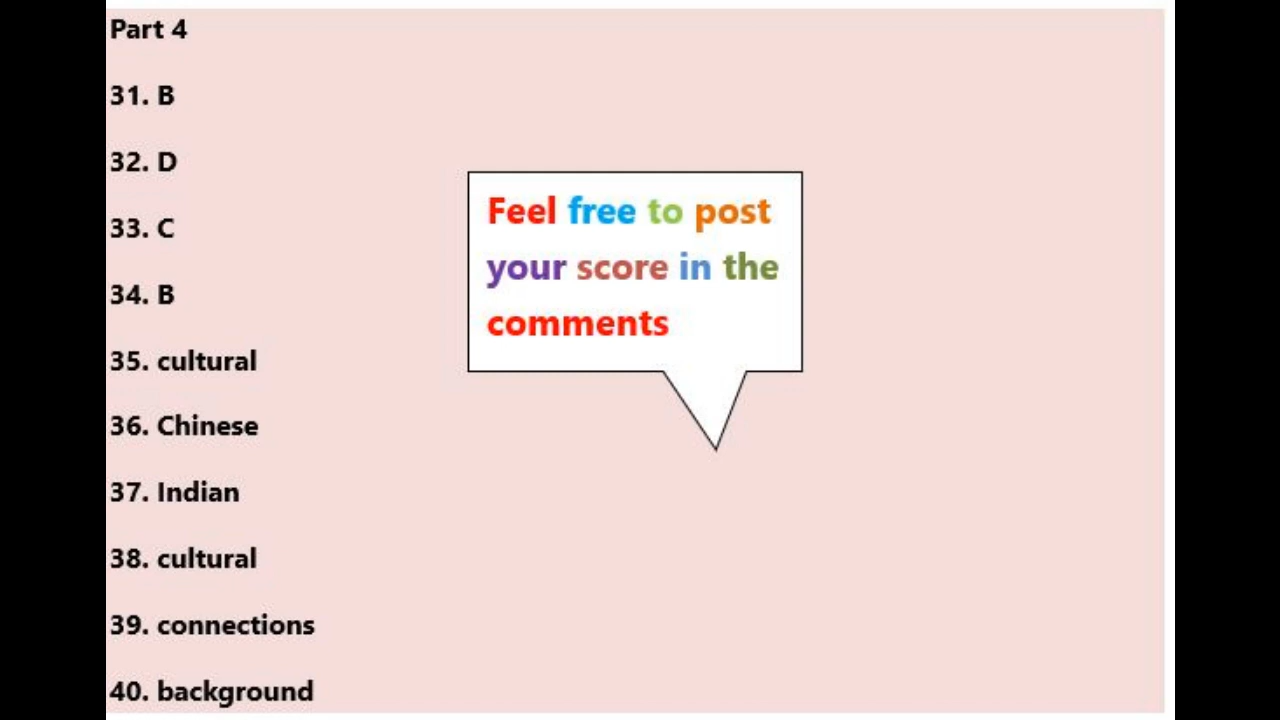 Part 4
31. B
32. D
33. C
34. B
35. cultural
36. Chinese
37. Indian
38. cultural
39. connections
40. background
Feel free to post
your score in the
comments